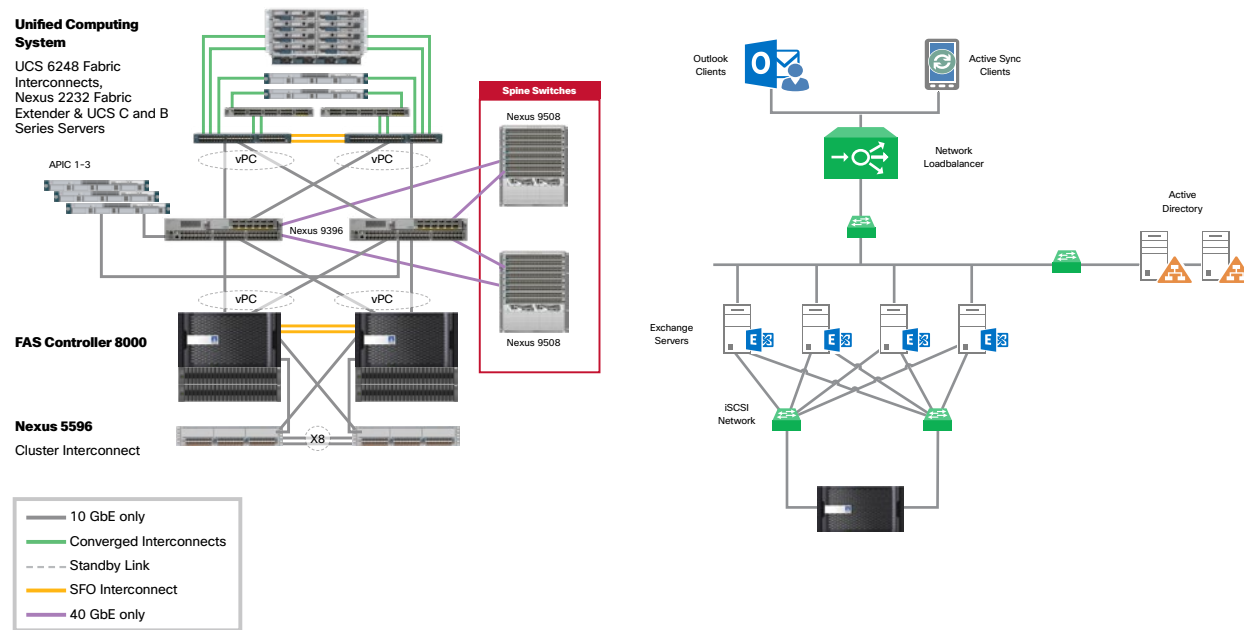 Unified Computing
System
UCS 6248 Fabric
Interconnects,
Nexus 2232 Fabric
Extender & UCS C and B
Series Servers
vPC
vPC
APIC 1-3
Nexus 9396
vPC
vPC
FAS Controller 8000
Nexus 5596
Cluster Interconnect
X8
Spine Switches
Nexus 9508
Nexus 9508
10 GbE only
Converged Interconnects
Standby Link
SFO Interconnect
40 GbE only
Outlook
Clients
Active Sync
Clients
Network
Loadbalancer
Active
Directory
Exchange
Servers
E
E
E
E
iSCSI
Network